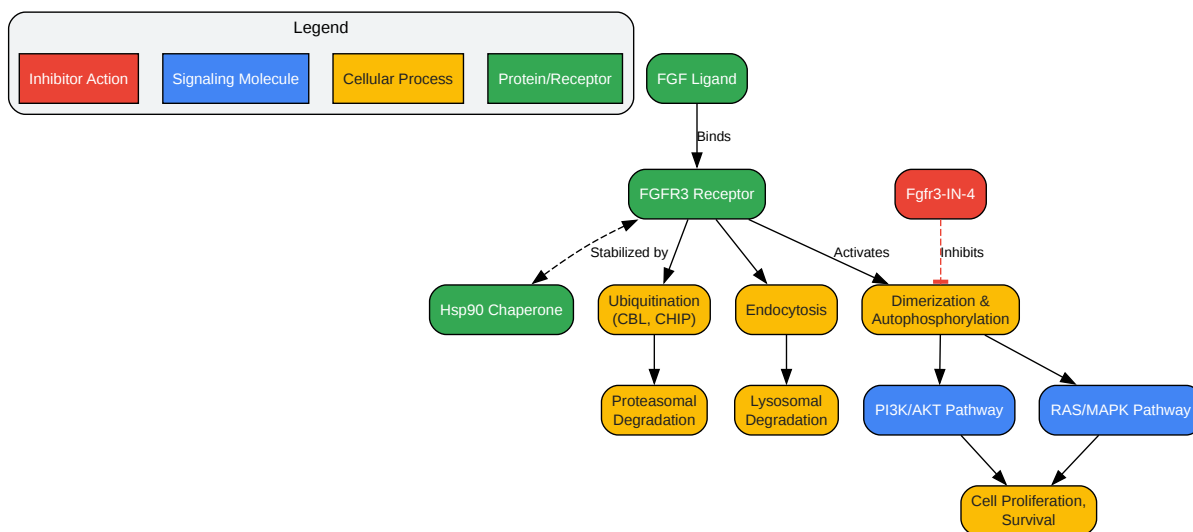 Legend
Inhibitor Action
Signaling Molecule
Cellular Process
Protein/Receptor
FGF Ligand
Binds
FGFR3 Receptor
Fgfr3-IN-4
Stabilized by
Activates
Inhibits
Hsp90 Chaperone
Ubiquitination
(CBL, CHIP)
Endocytosis
Dimerization &
Autophosphorylation
Proteasomal
Degradation
Lysosomal
Degradation
PI3K/AKT Pathway
RAS/MAPK Pathway
Cell Proliferation,
Survival